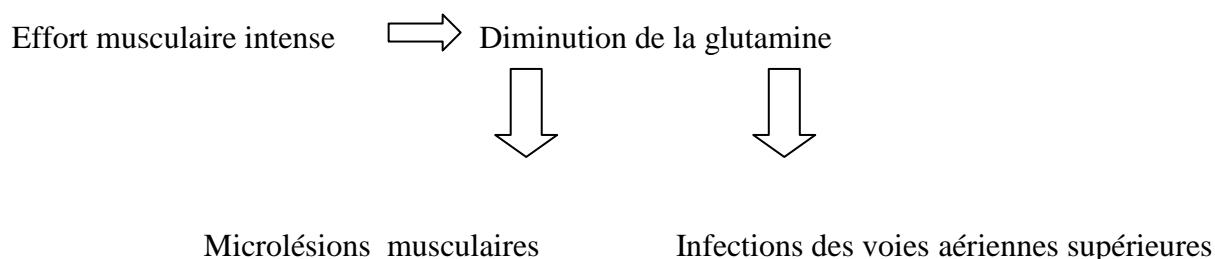 Effort musculaire intense Diminution de la glutamine
Microlésions musculaires Infections des voies aériennes supérieures